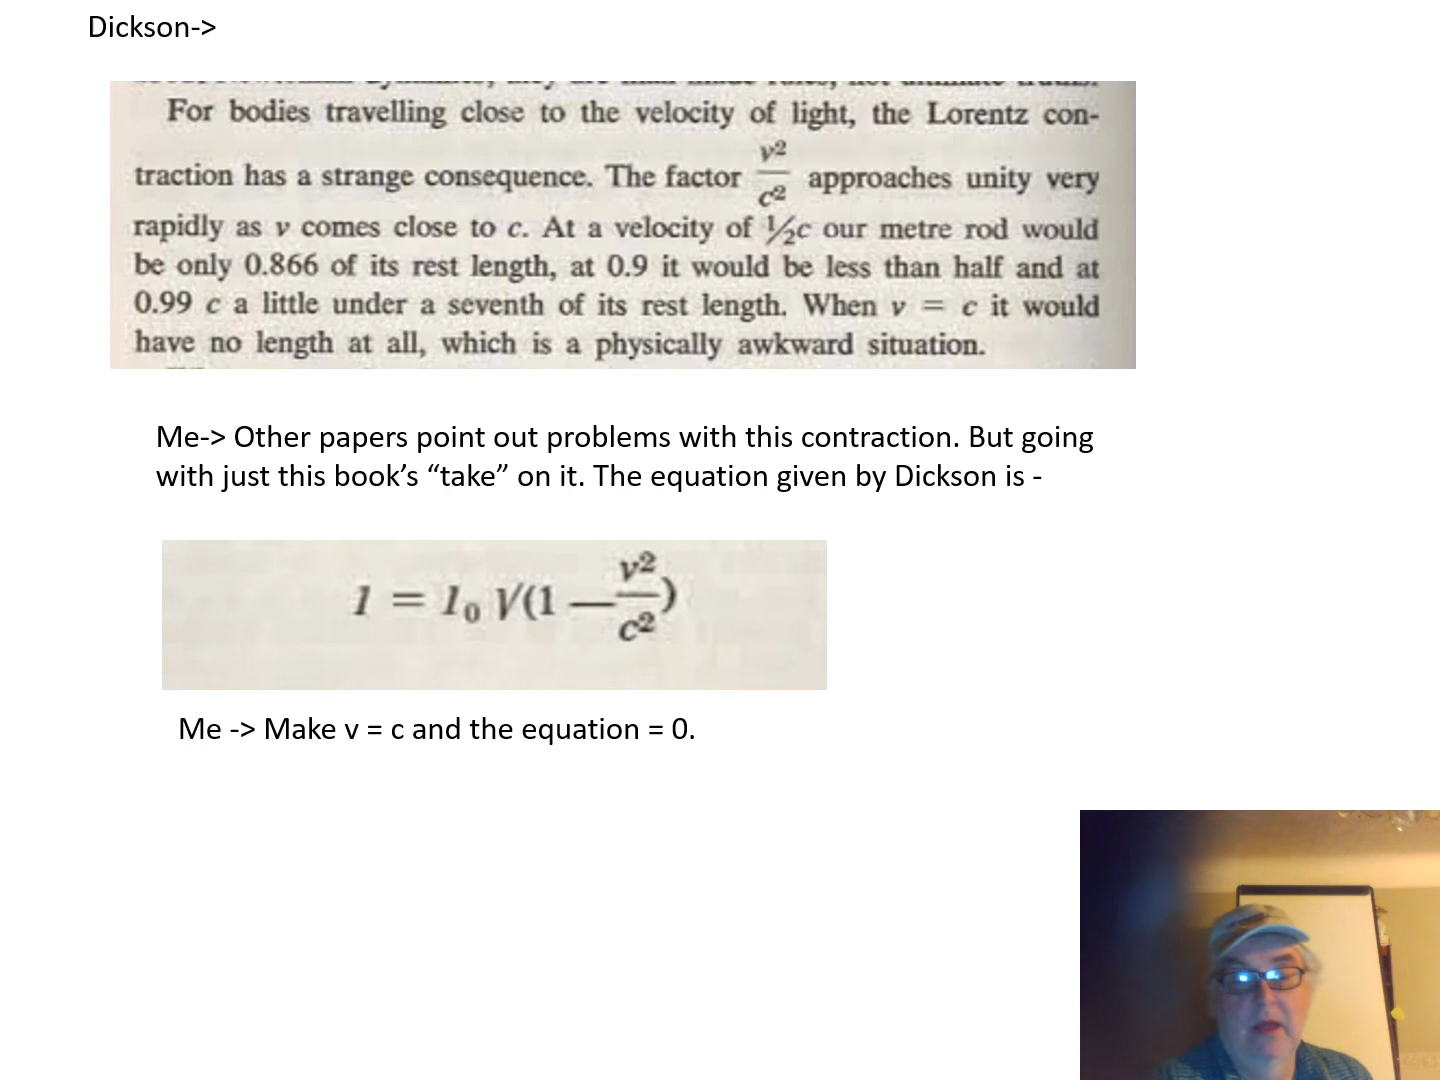 Dickson->
For bodies travelling close to the velocity of light, the Lorentz con-
traction has a strange consequence. The factor v²/c² approaches unity very
rapidly as v comes close to c. At a velocity of ½c our metre rod would
be only 0.866 of its rest length, at 0.9 it would be less than half and at
0.99 c a little under a seventh of its rest length. When v = c it would
have no length at all, which is a physically awkward situation.
Me-> Other papers point out problems with this contraction. But going
with just this book’s “take” on it. The equation given by Dickson is -
l = l₀ √(1 — v²/c²)
Me -> Make v = c and the equation = 0.